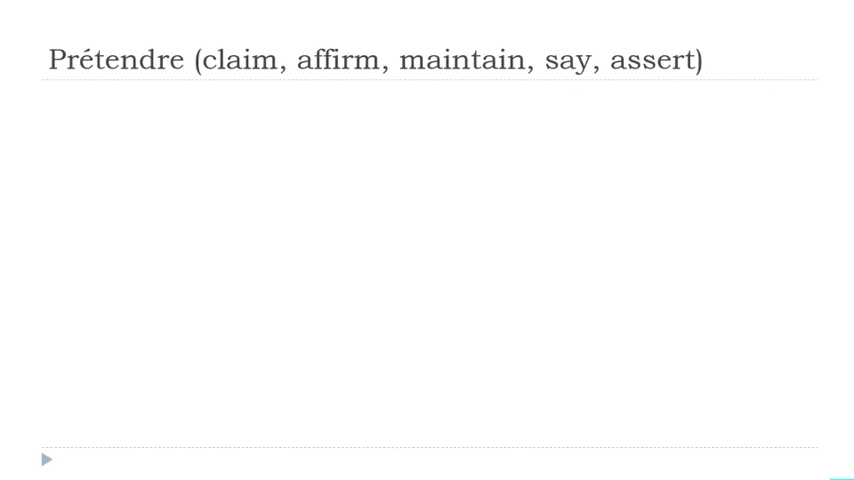 Prétendre (claim, affirm, maintain, say, assert)